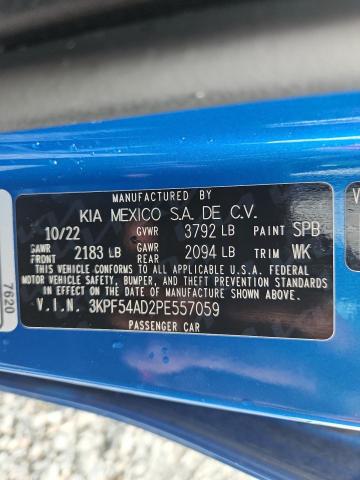 MANUFACTURED BY
KIA MEXICO S.A. DE C.V.
10/22 GVWR 3792 LB PAINT SPB
GAWR FRONT 2183 LB GAWR REAR 2094 LB TRIM WK
THIS VEHICLE CONFORMS TO ALL APPLICABLE U.S.A. FEDERAL
MOTOR VEHICLE SAFETY, BUMPER, AND THEFT PREVENTION STANDARDS
IN EFFECT ON THE DATE OF MANUFACTURE SHOWN ABOVE.
V.I.N. 3KPF54AD2PE557059
PASSENGER CAR
7620
V